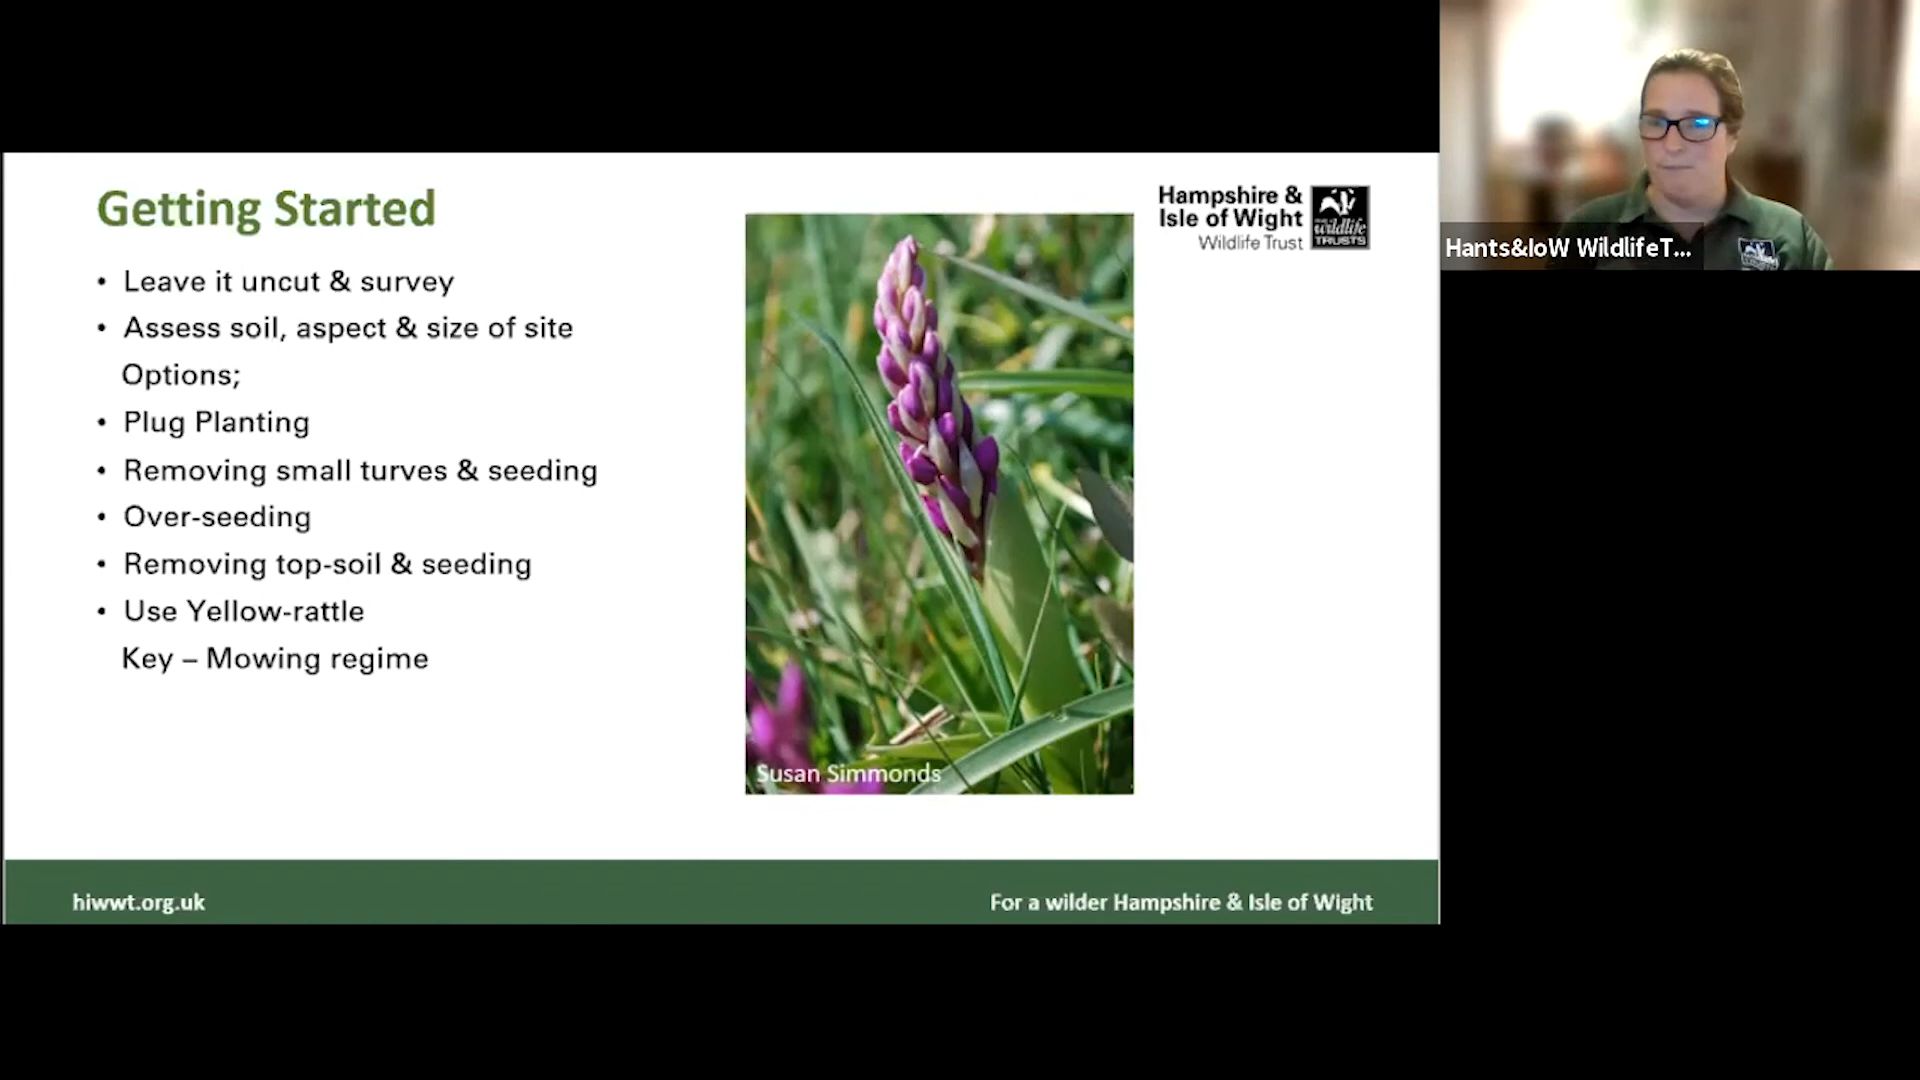 Getting Started
• Leave it uncut & survey
• Assess soil, aspect & size of site
Options;
• Plug Planting
• Removing small turves & seeding
• Over-seeding
• Removing top-soil & seeding
• Use Yellow-rattle
Key – Mowing regime
Susan Simmonds
Hampshire &
Isle of Wight
Wildlife Trust
wildlife
TRUSTS
hiwwt.org.uk
For a wilder Hampshire & Isle of Wight
Hants&IoW WildlifeT...